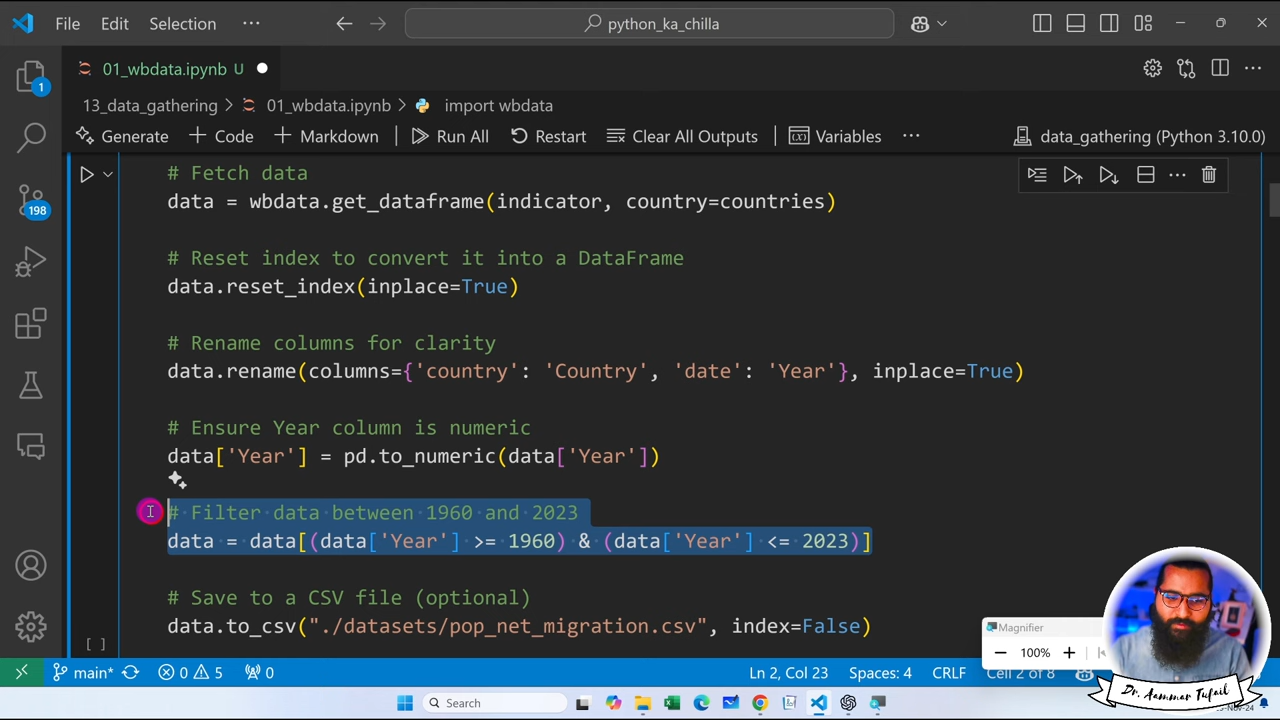 File Edit Selection ··· python_ka_chilla
01_wbdata.ipynb U
13_data_gathering > 01_wbdata.ipynb > import wbdata
Generate + Code + Markdown Run All Restart Clear All Outputs Variables ··· data_gathering (Python 3.10.0)
# Fetch data
data = wbdata.get_dataframe(indicator, country=countries)
# Reset index to convert it into a DataFrame
data.reset_index(inplace=True)
# Rename columns for clarity
data.rename(columns={'country': 'Country', 'date': 'Year'}, inplace=True)
# Ensure Year column is numeric
data['Year'] = pd.to_numeric(data['Year'])
# Filter data between 1960 and 2023
data = data[(data['Year'] >= 1960) & (data['Year'] <= 2023)]
# Save to a CSV file (optional)
data.to_csv("./datasets/pop_net_migration.csv", index=False)
[ ]
1
198
Magnifier
100%
main* 0 5 0 Ln 2, Col 23 Spaces: 4 CRLF Cell 2 of 8
Dr. Aammar Tufail
Search